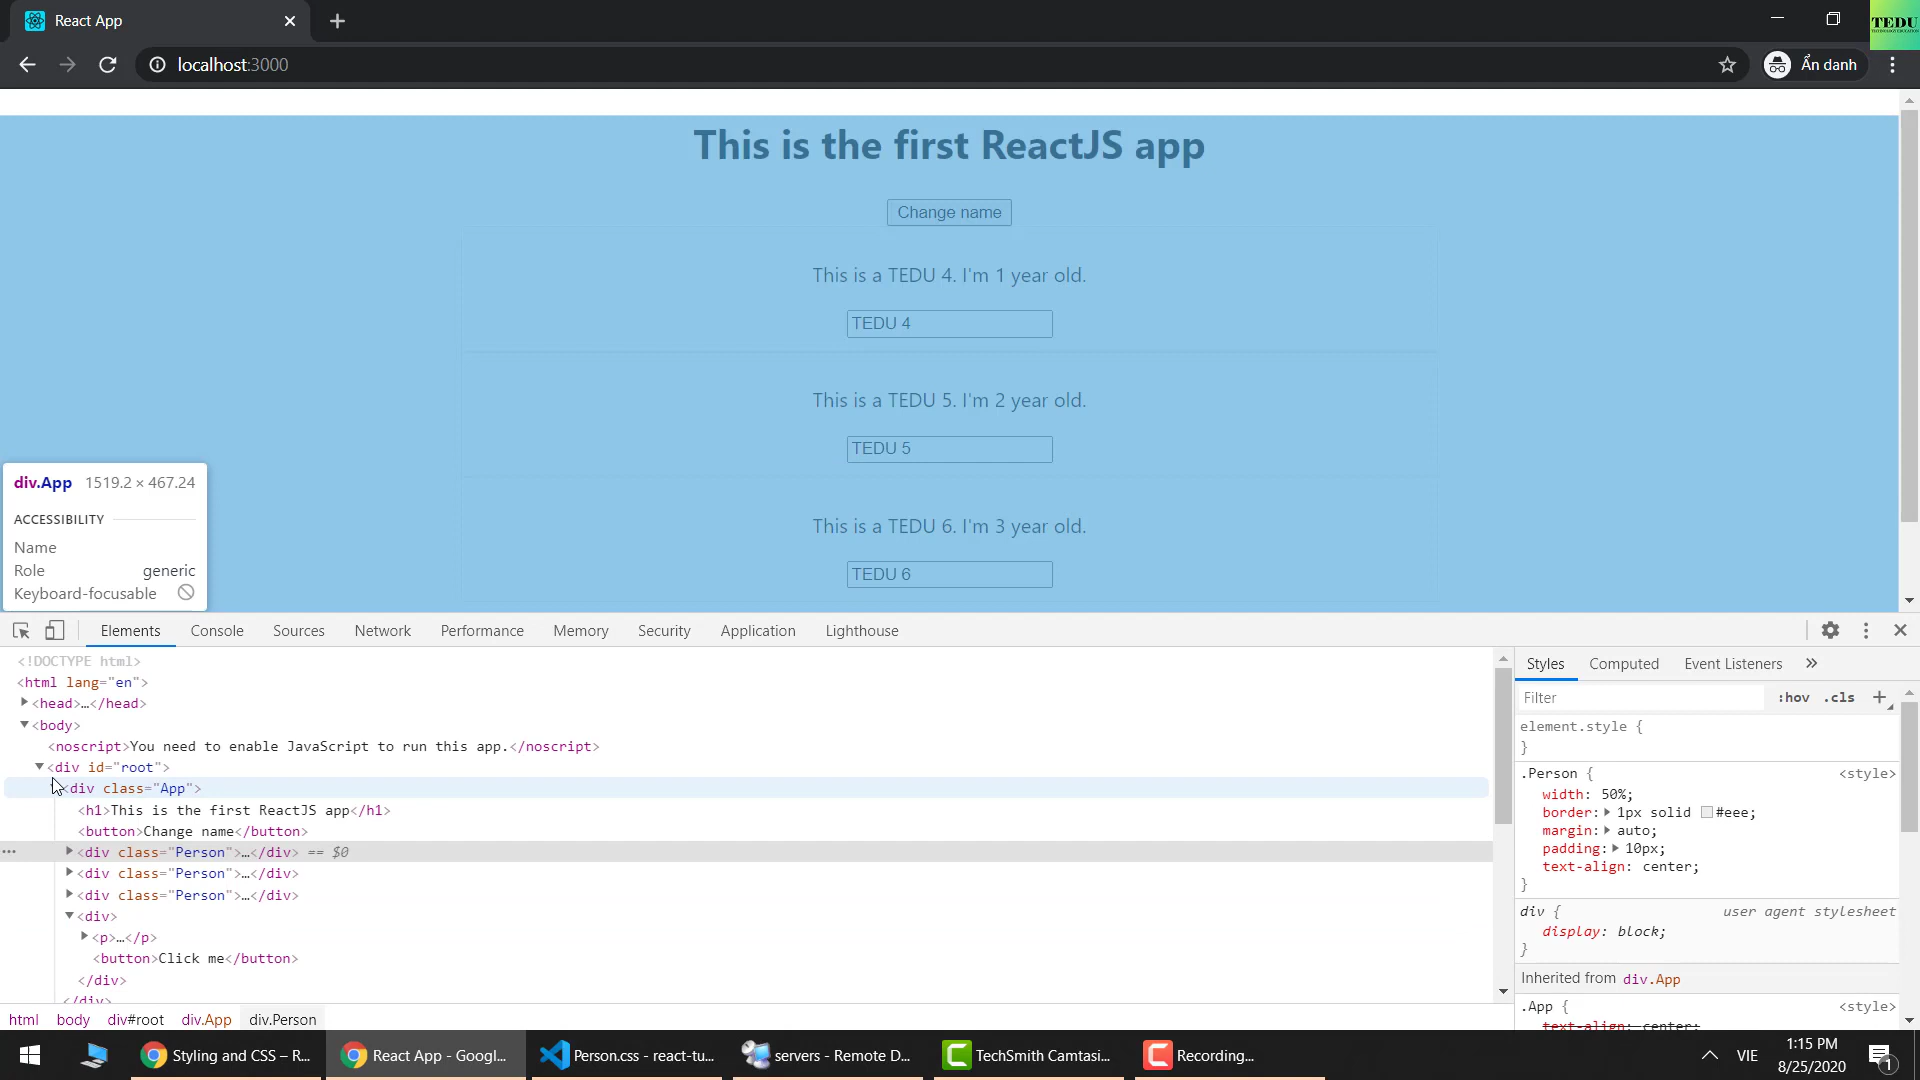 React App
TEDU
localhost:3000
Ẩn danh
This is the first ReactJS app
Change name
This is a TEDU 4. I'm 1 year old.
TEDU 4
This is a TEDU 5. I'm 2 year old.
TEDU 5
This is a TEDU 6. I'm 3 year old.
TEDU 6
div.App 1519.2 × 467.24
ACCESSIBILITY
Name
Role generic
Keyboard-focusable
Elements Console Sources Network Performance Memory Security Application Lighthouse
<!DOCTYPE html>
<html lang="en">
<head>…</head>
<body>
<noscript>You need to enable JavaScript to run this app.</noscript>
<div id="root">
<div class="App">
<h1>This is the first ReactJS app</h1>
<button>Change name</button>
<div class="Person">…</div> == $0
<div class="Person">…</div>
<div class="Person">…</div>
<div>
<p>…</p>
<button>Click me</button>
</div>
</div>
html body div#root div.App div.Person
Styles Computed Event Listeners »
Filter :hov .cls +
element.style {
}
.Person { <style>
width: 50%;
border: 1px solid #eee;
margin: auto;
padding: 10px;
text-align: center;
}
div { user agent stylesheet
display: block;
}
Inherited from div.App
.App { <style>
text-align: center;
Styling and CSS – R...
React App - Googl...
Person.css - react-tu...
servers - Remote D...
TechSmith Camtasi...
Recording...
VIE
1:15 PM
8/25/2020
1